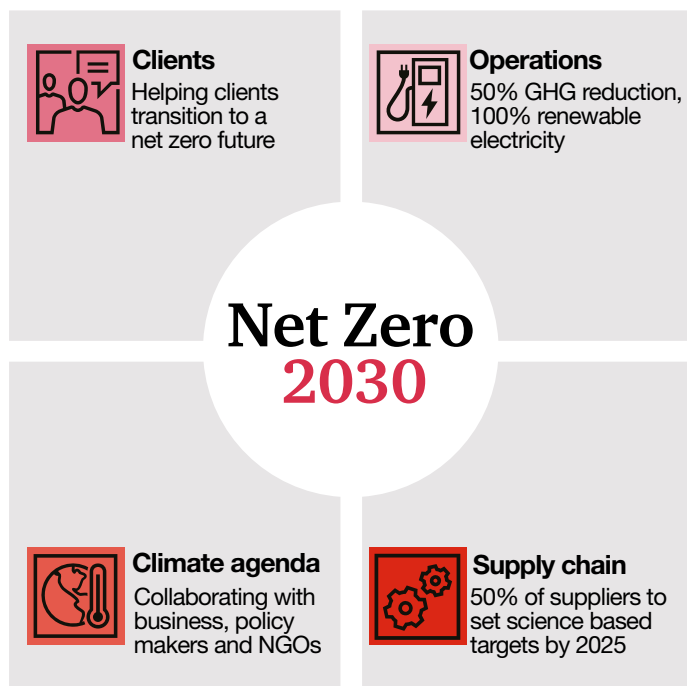 Clients
Helping clients
transition to a
net zero future
Operations
50% GHG reduction,
100% renewable
electricity
Net Zero
2030
Climate agenda
Collaborating with
business, policy
makers and NGOs
Supply chain
50% of suppliers to
set science based
targets by 2025